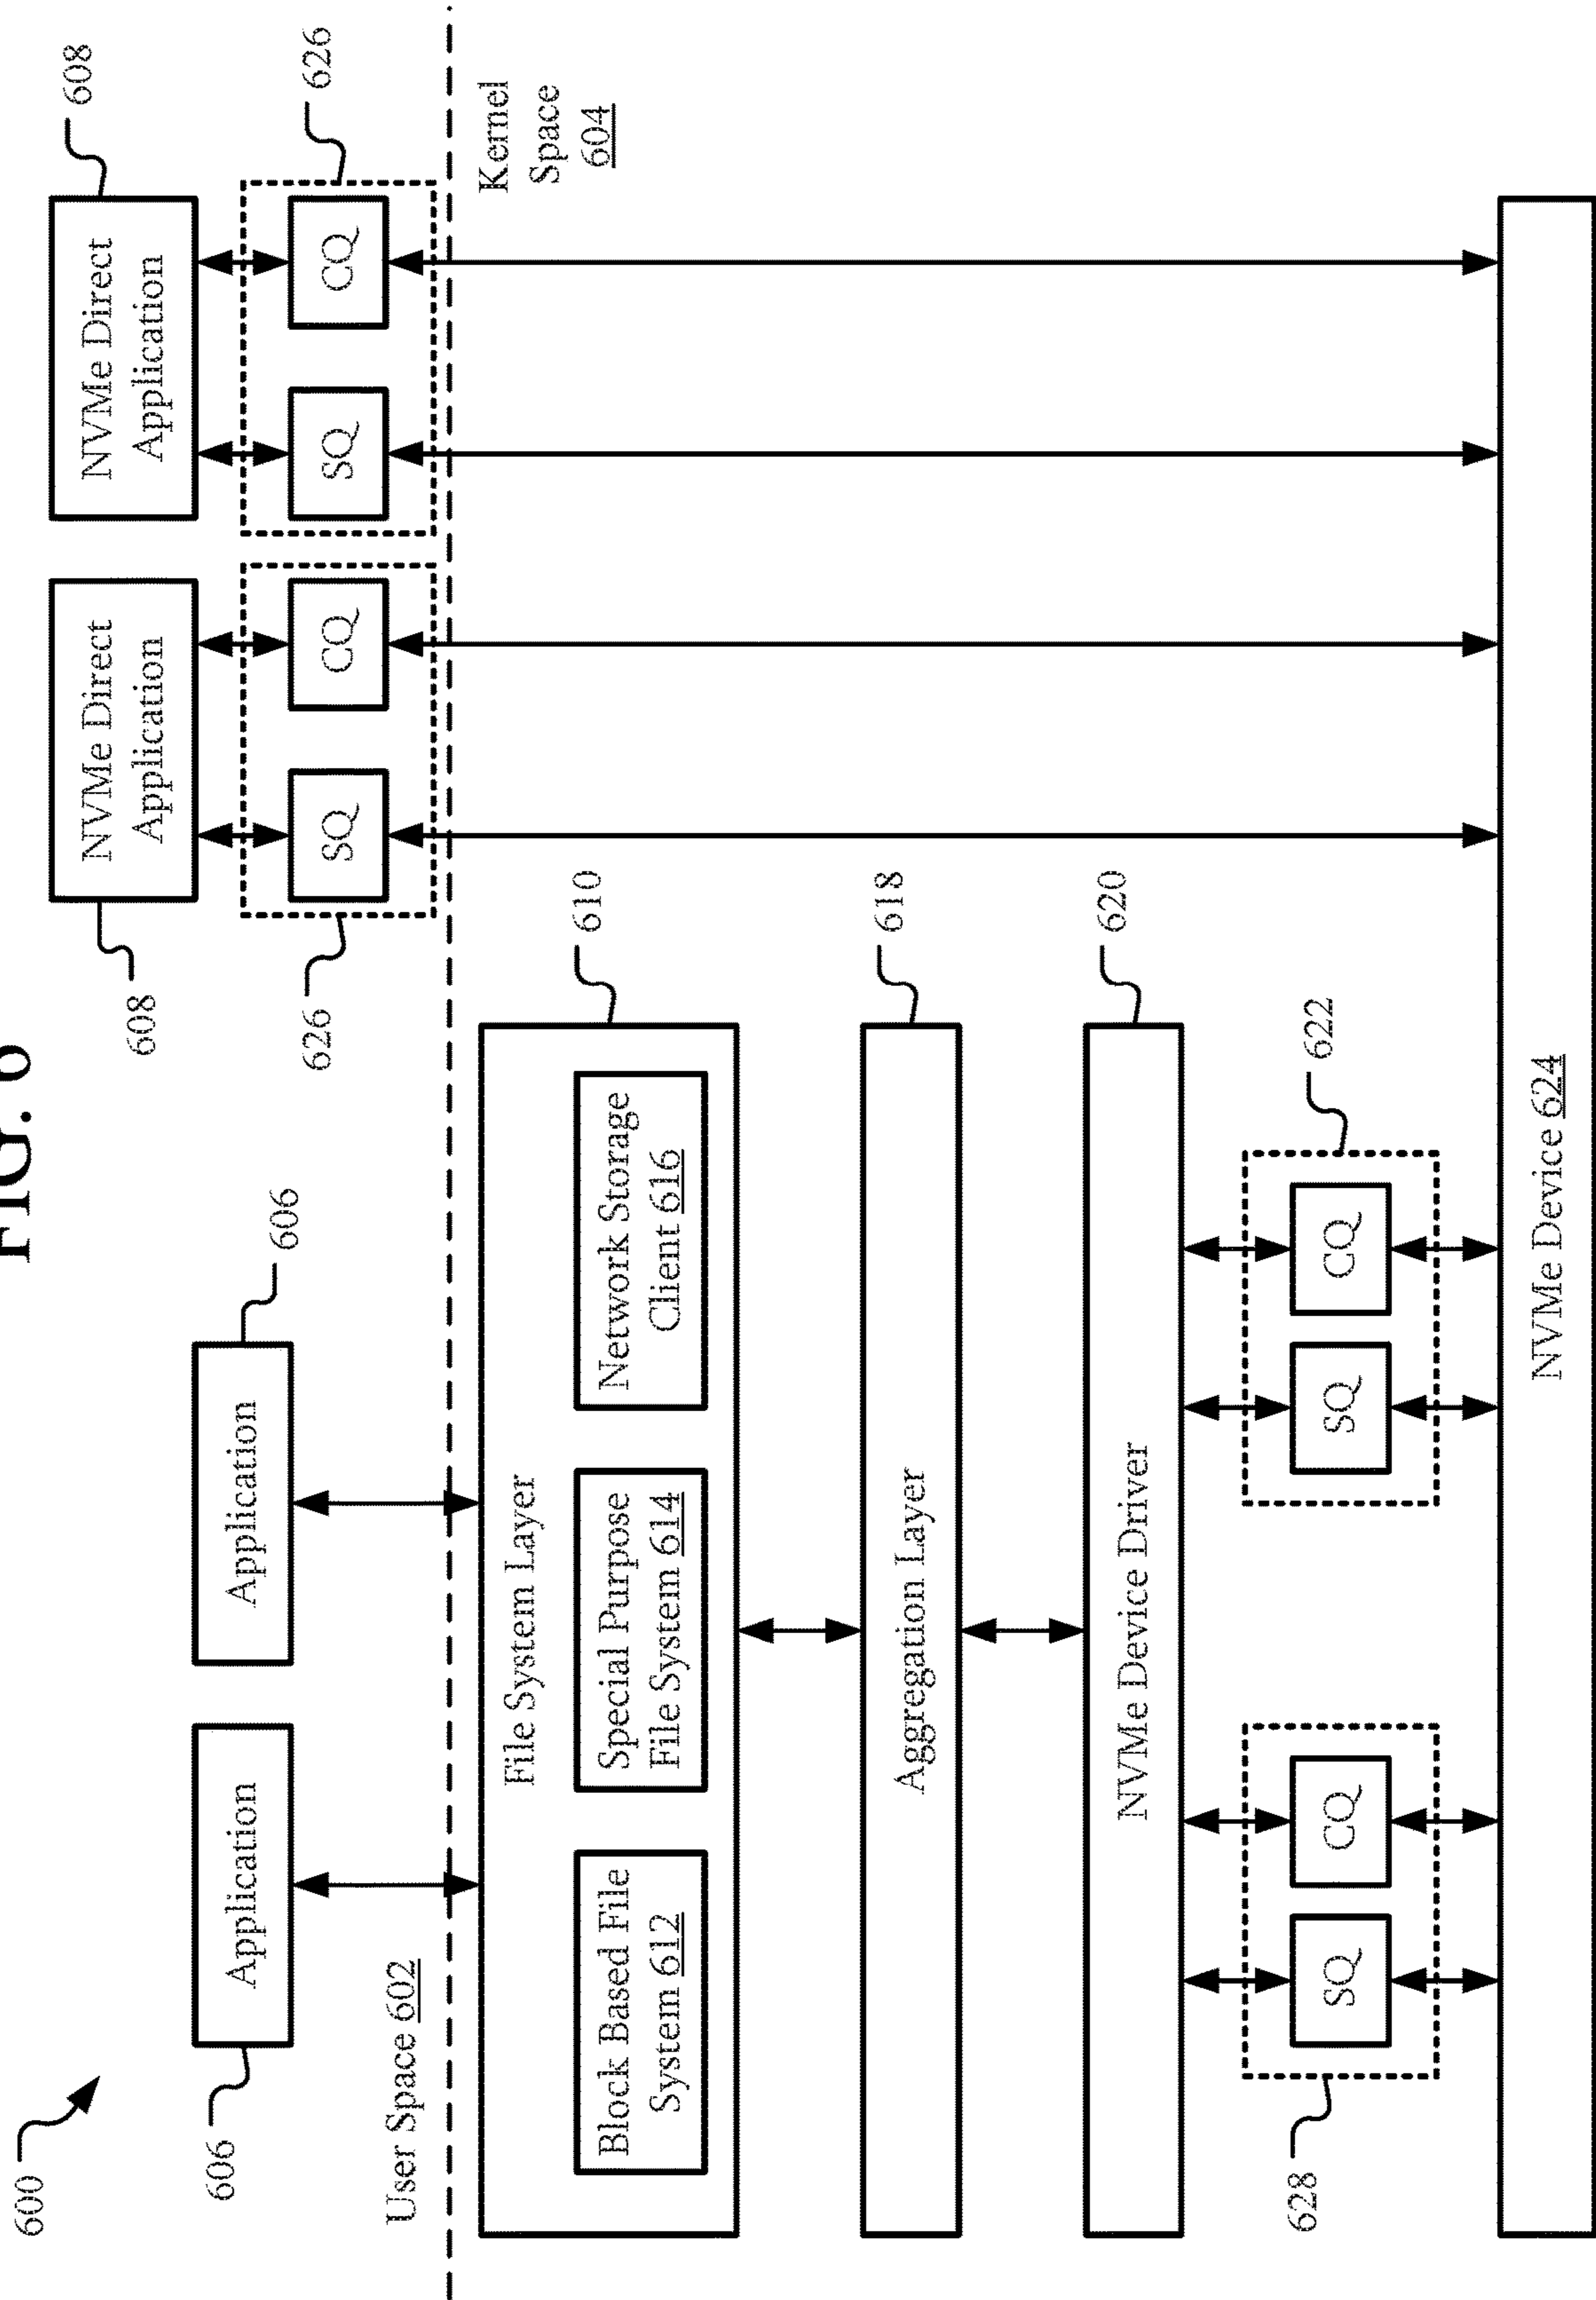 FIG. 6
600
606
Application
Application
606
608
NVMe Direct
Application
NVMe Direct
Application
608
626
SQ
CQ
SQ
CQ
626
User Space 602
Kernel
Space
604
File System Layer
610
Block Based File
System 612
Special Purpose
File System 614
Network Storage
Client 616
Aggregation Layer
618
NVMe Device Driver
620
628
SQ
CQ
SQ
CQ
622
NVMe Device 624